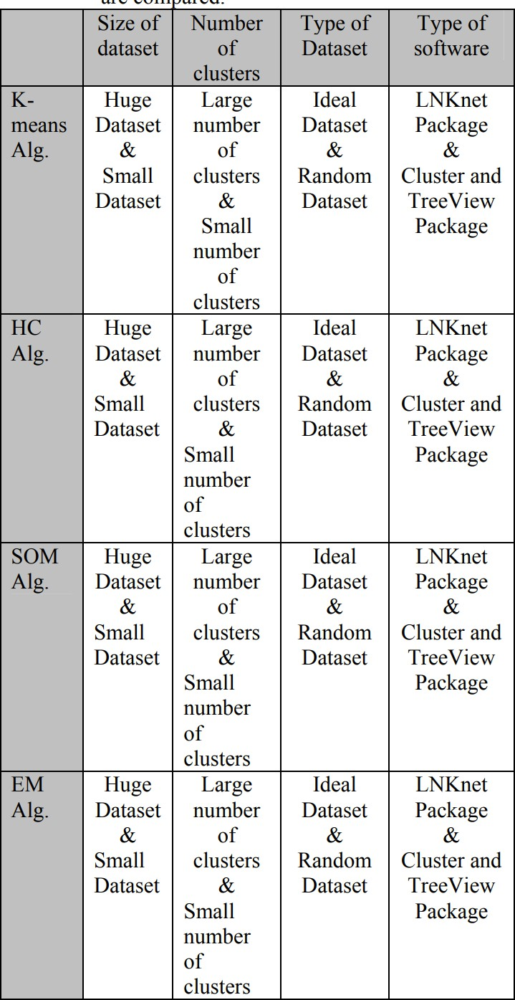 are compared.
Size of dataset | Number of clusters | Type of Dataset | Type of software
K-means Alg. | Huge Dataset & Small Dataset | Large number of clusters & Small number of clusters | Ideal Dataset & Random Dataset | LNKnet Package & Cluster and TreeView Package
HC Alg. | Huge Dataset & Small Dataset | Large number of clusters & Small number of clusters | Ideal Dataset & Random Dataset | LNKnet Package & Cluster and TreeView Package
SOM Alg. | Huge Dataset & Small Dataset | Large number of clusters & Small number of clusters | Ideal Dataset & Random Dataset | LNKnet Package & Cluster and TreeView Package
EM Alg. | Huge Dataset & Small Dataset | Large number of clusters & Small number of clusters | Ideal Dataset & Random Dataset | LNKnet Package & Cluster and TreeView Package